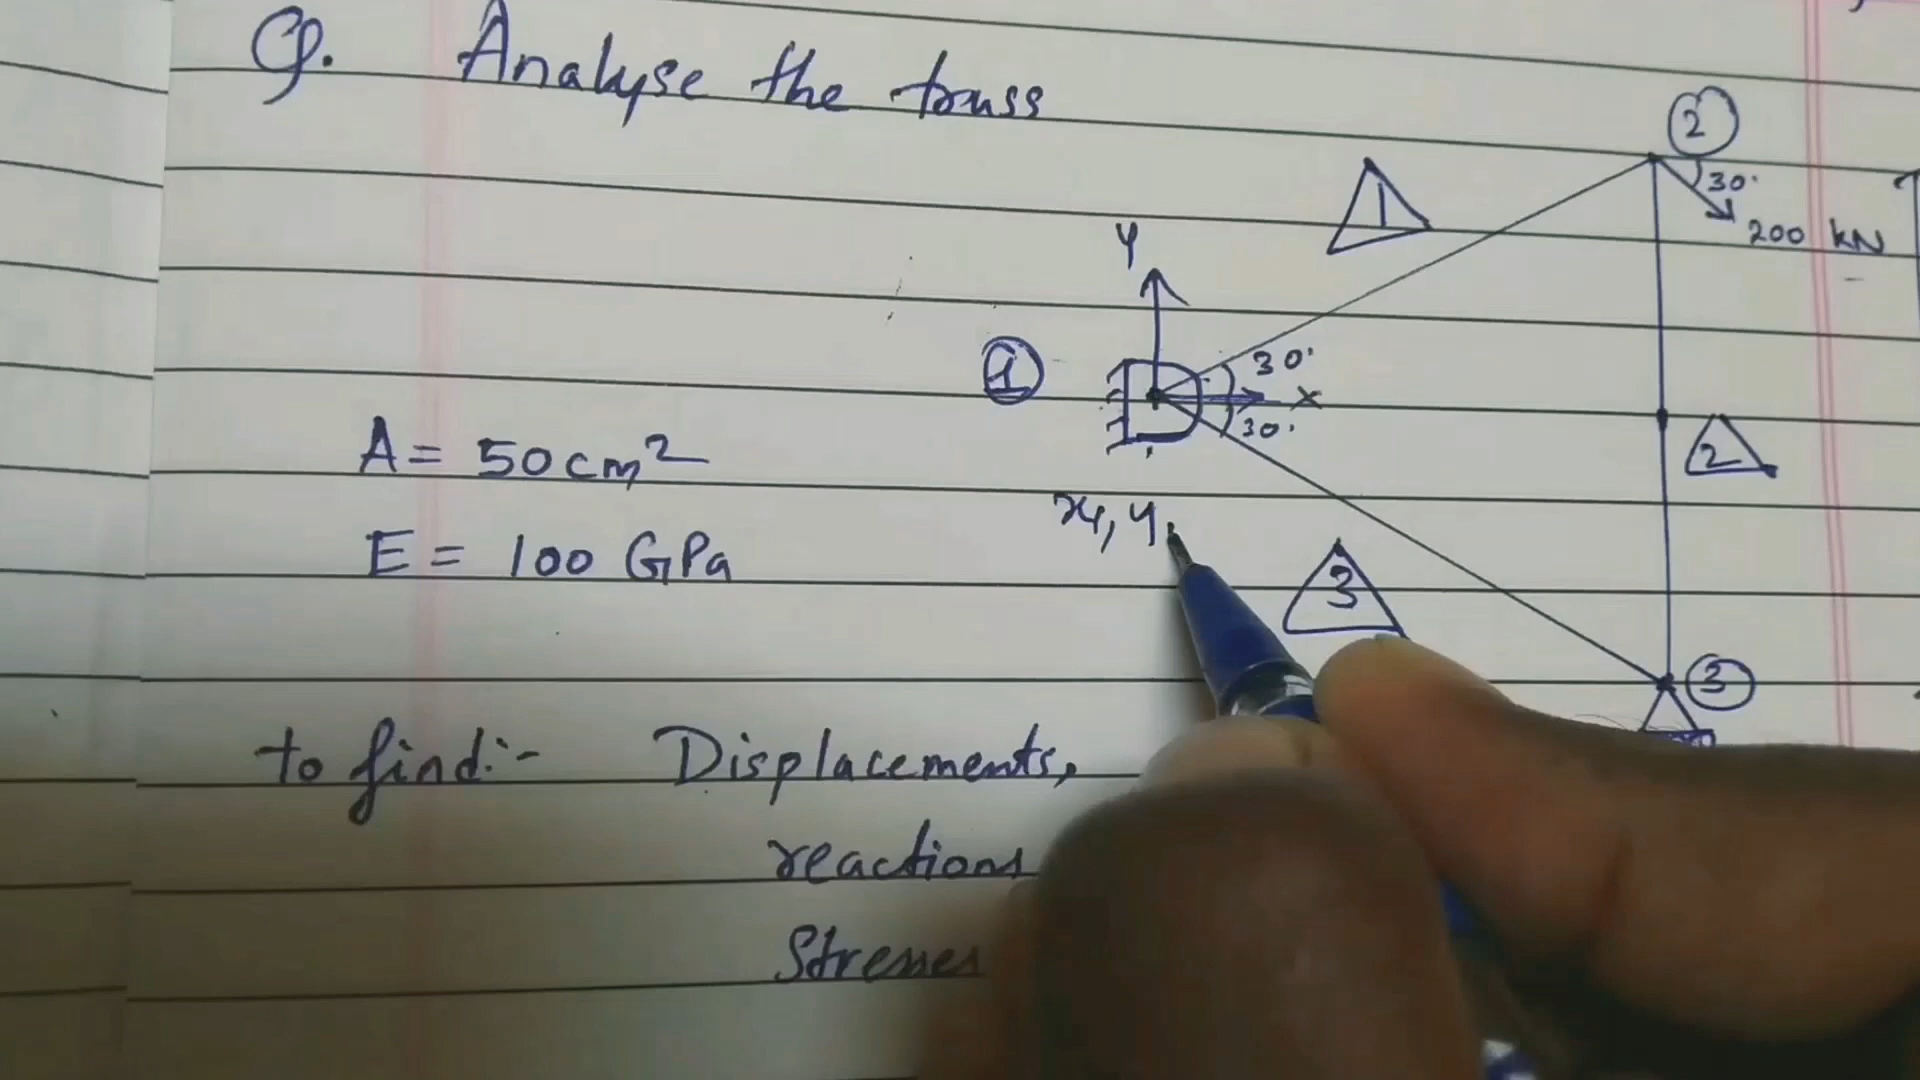 Q. Analyse the truss
2
30°
200 kN
1
Y
1
30°
X
30°
2
A = 50 cm²
E = 100 GPa
x1, y
3
3
to find:- Displacements,
reactions
Stresses